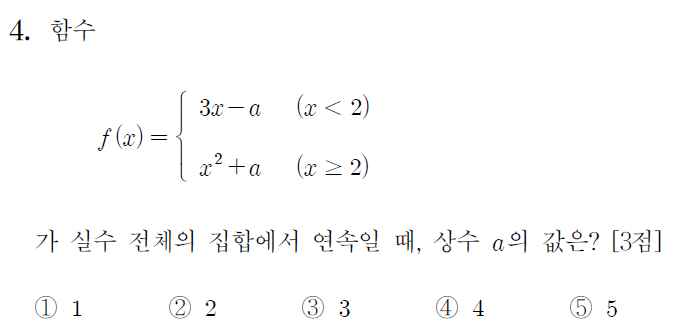 4. 함수
f(x) = { 3x-a (x < 2)
x²+a (x ≥ 2)
가 실수 전체의 집합에서 연속일 때, 상수 a의 값은? [3점]
① 1 ② 2 ③ 3 ④ 4 ⑤ 5